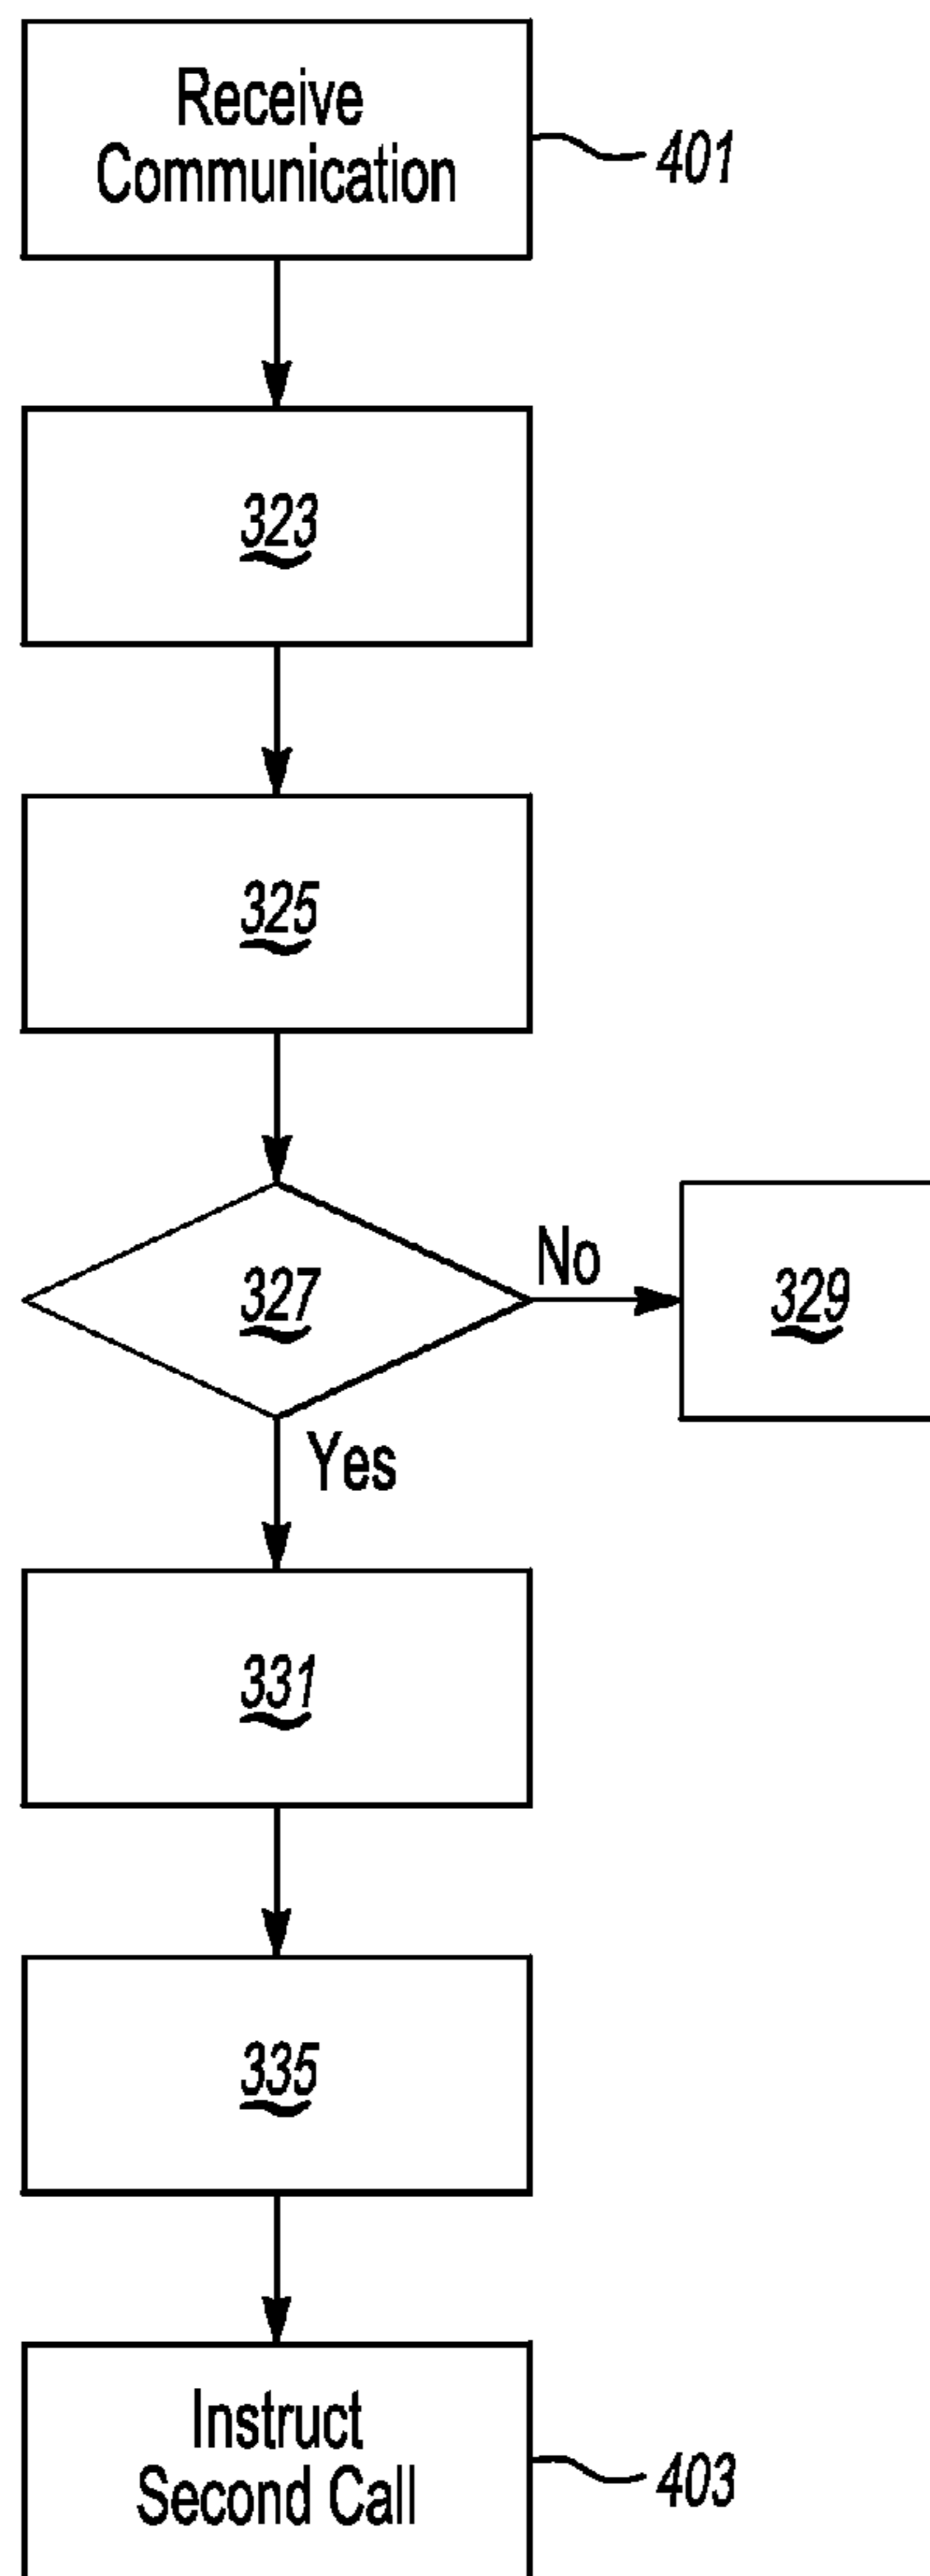 Receive
Communication
401
323
325
327
No
329
Yes
331
335
Instruct
Second Call
403